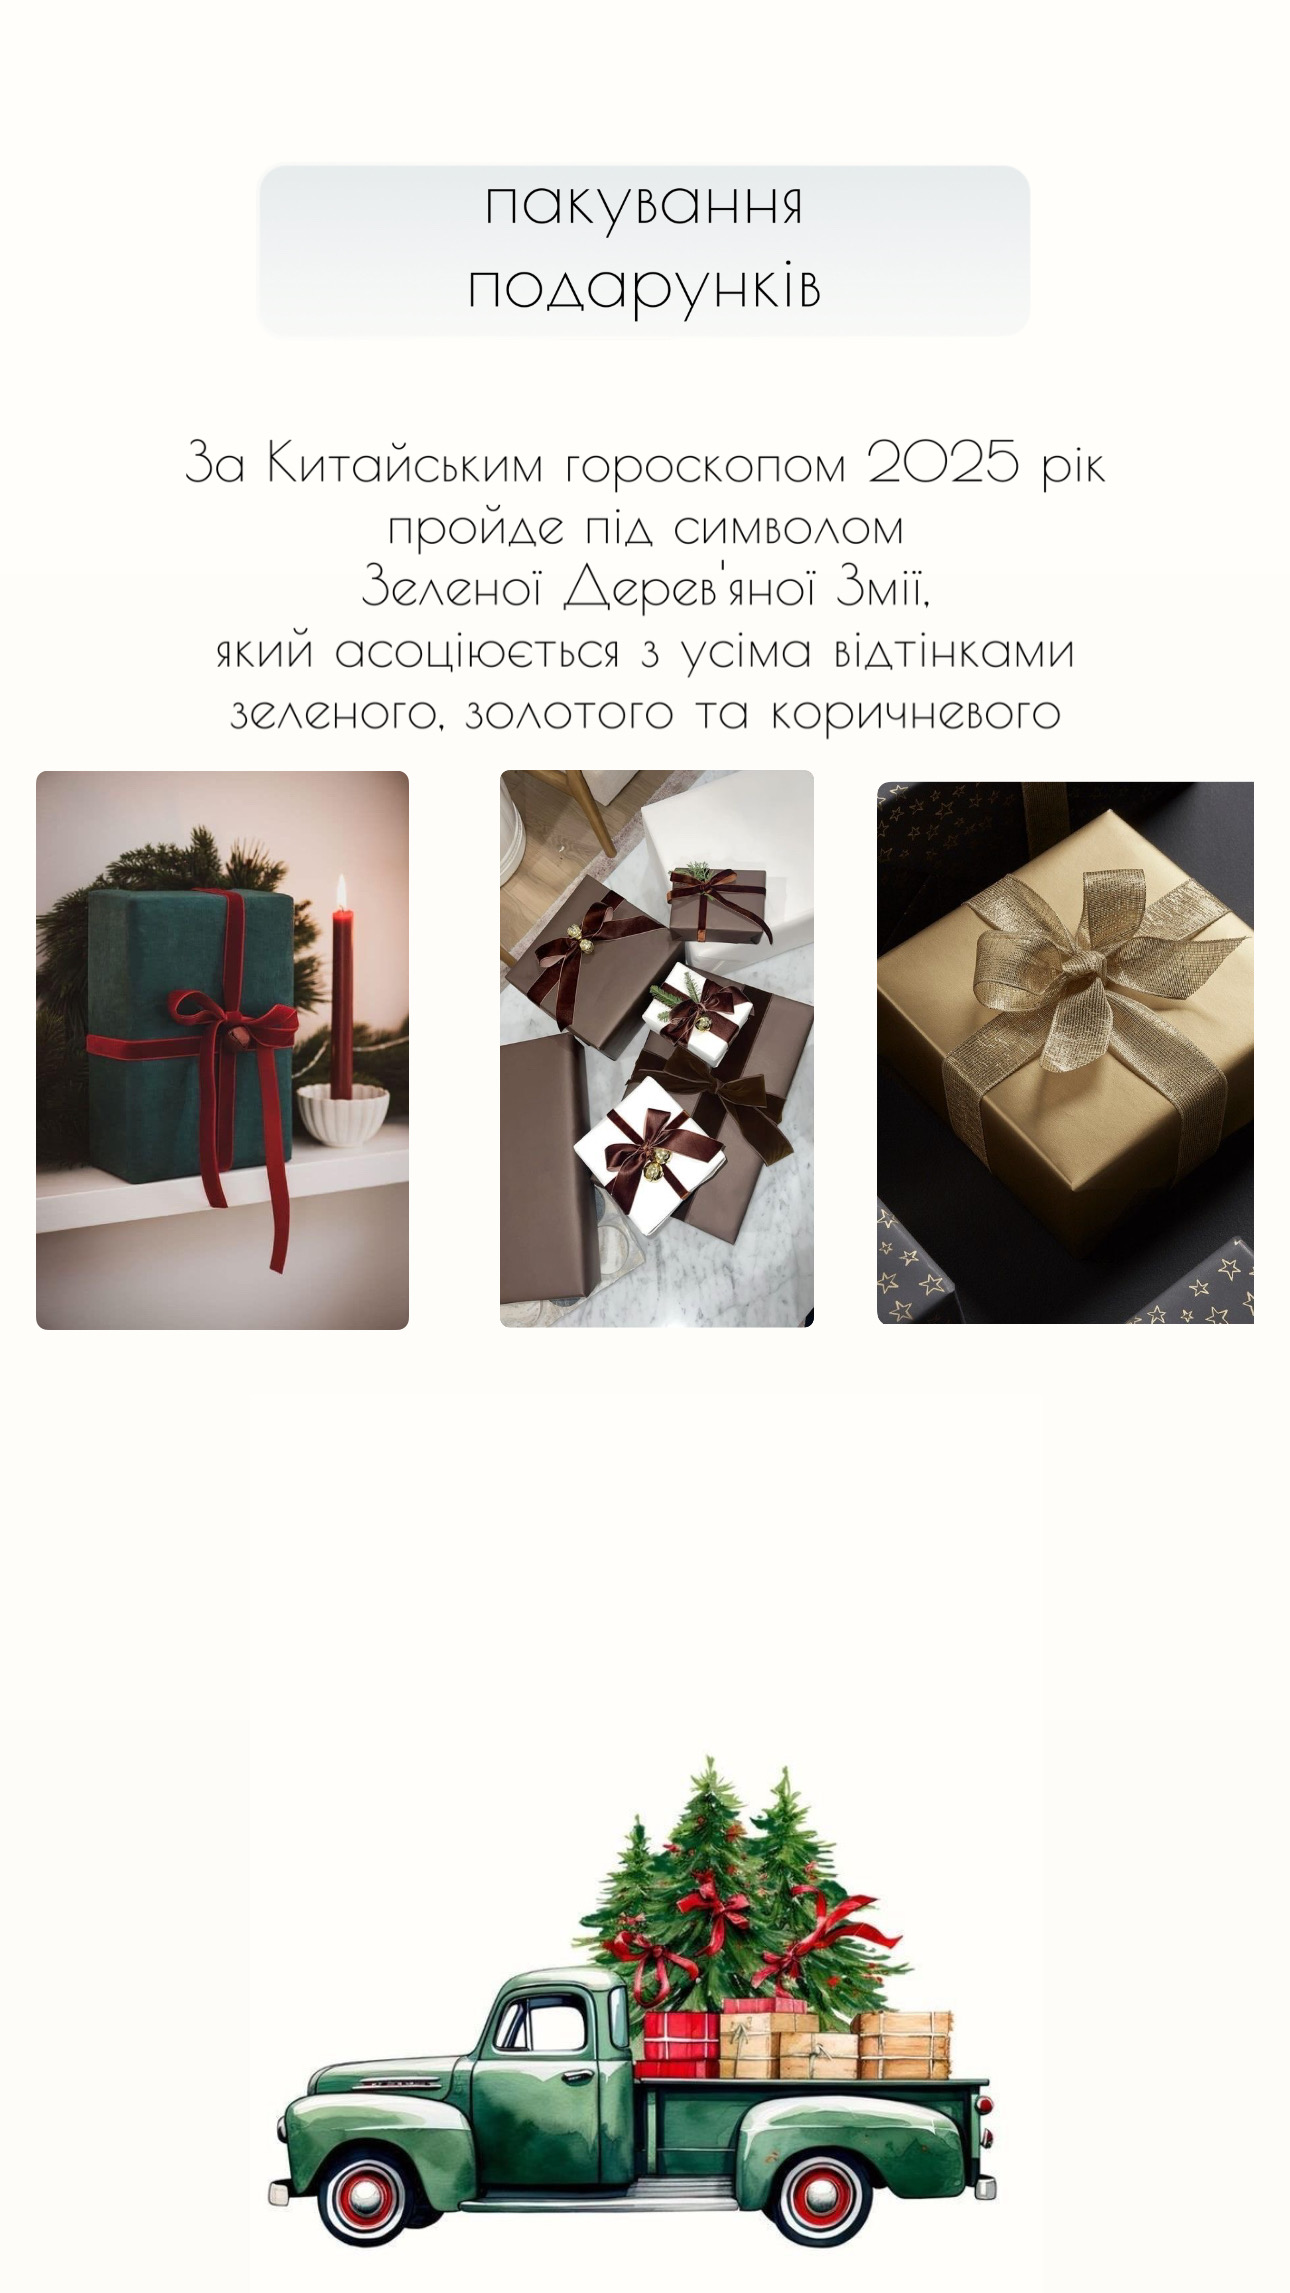 пакування
подарунків
За Китайським гороскопом 2025 рік
пройде під символом
Зеленої Дерев'яної Змії,
який асоціюється з усіма відтінками
зеленого, золотого та коричневого